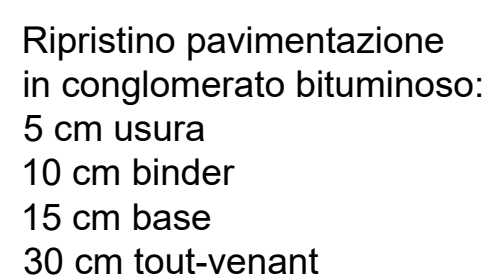 Ripristino pavimentazione
in conglomerato bituminoso:
5 cm usura
10 cm binder
15 cm base
30 cm tout-venant